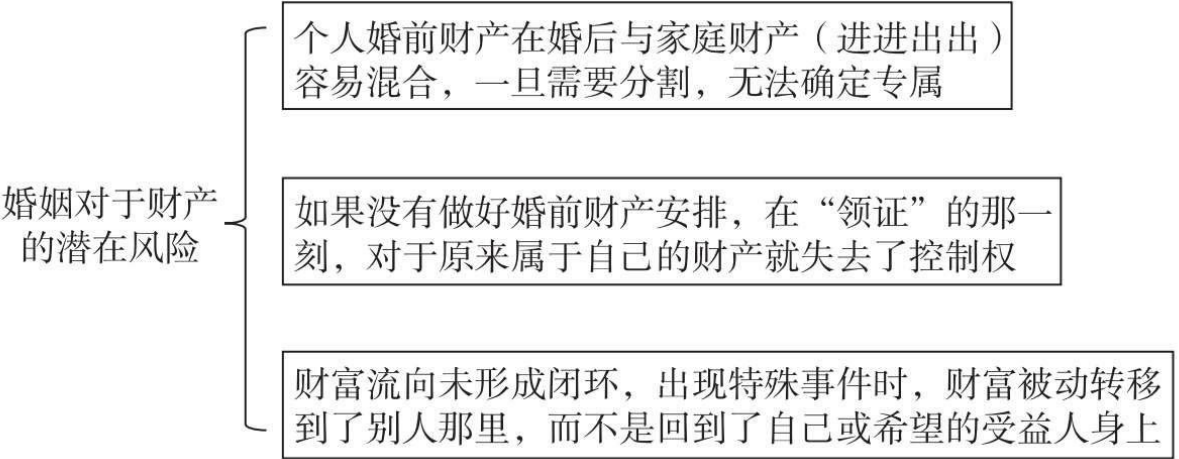 个人婚前财产在婚后与家庭财产（进进出出）
容易混合，一旦需要分割，无法确定专属
婚姻对于财产
的潜在风险
如果没有做好婚前财产安排，在“领证”的那一
刻，对于原来属于自己的财产就失去了控制权
财富流向未形成闭环，出现特殊事件时，财富被动转移
到了别人那里，而不是回到了自己或希望的受益人身上